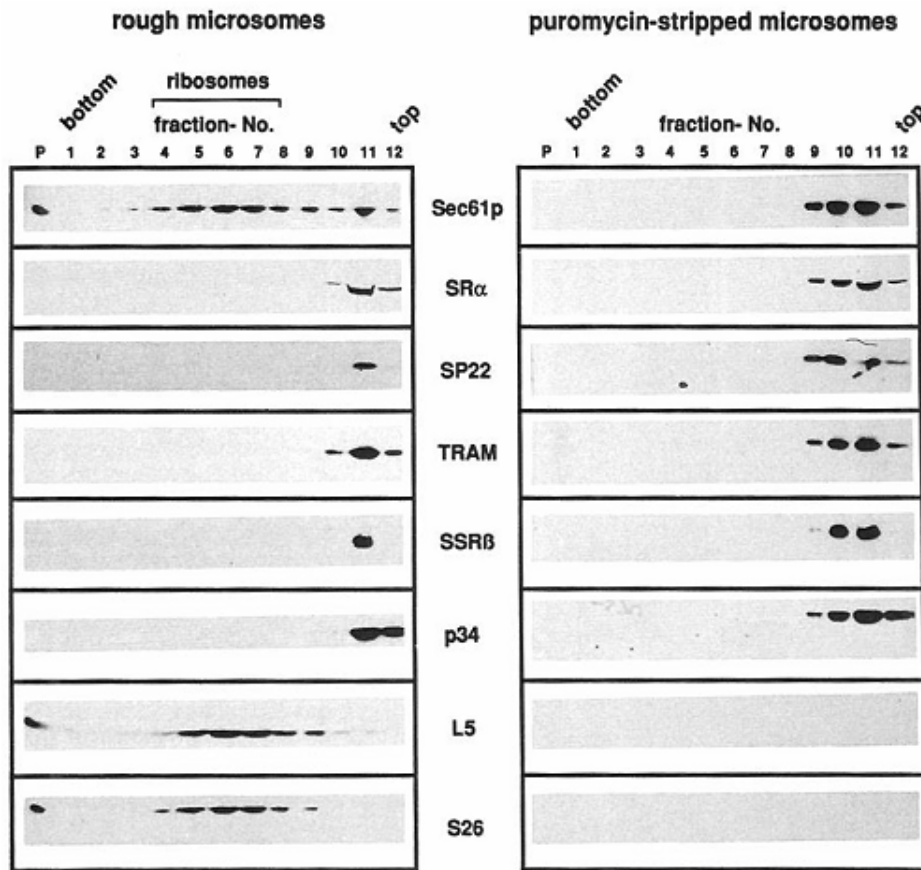 rough microsomes
puromycin-stripped microsomes
bottom
ribosomes
fraction- No.
top
bottom
fraction- No.
top
P 1 2 3 4 5 6 7 8 9 10 11 12
P 1 2 3 4 5 6 7 8 9 10 11 12
Sec61p
SRα
SP22
TRAM
SSRß
p34
L5
S26